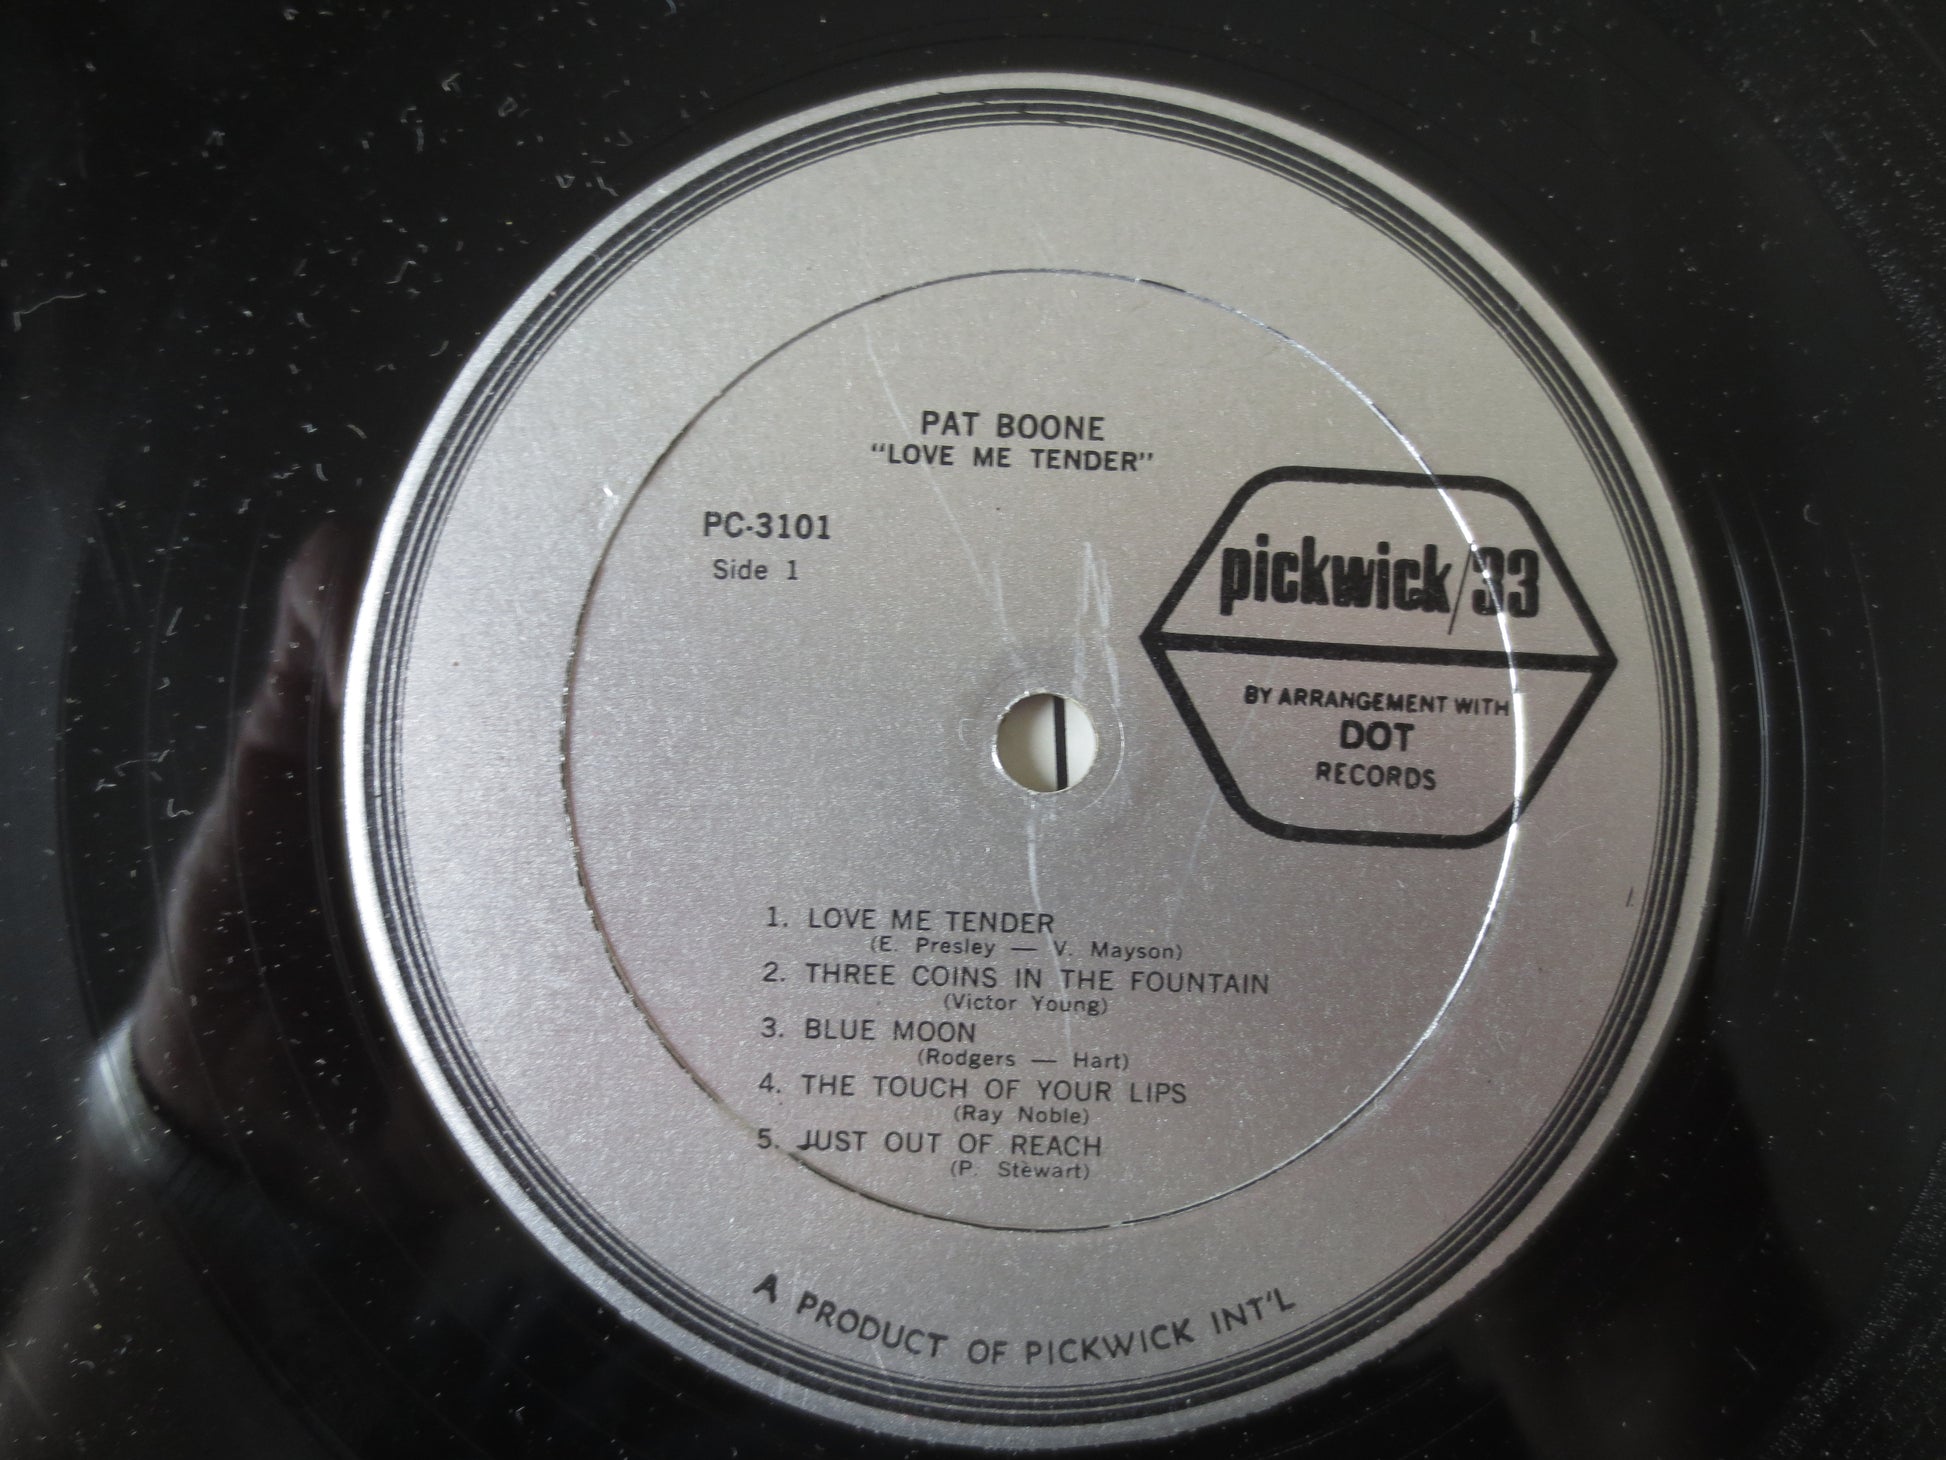 PAT BOONE
"LOVE ME TENDER"
PC-3101
Side 1
pickwick/33
BY ARRANGEMENT WITH
DOT
RECORDS
1. LOVE ME TENDER
(E. Presley — V. Mayson)
2. THREE COINS IN THE FOUNTAIN
(Victor Young)
3. BLUE MOON
(Rodgers — Hart)
4. THE TOUCH OF YOUR LIPS
(Ray Noble)
5. JUST OUT OF REACH
(P. Stewart)
A PRODUCT OF PICKWICK INT'L